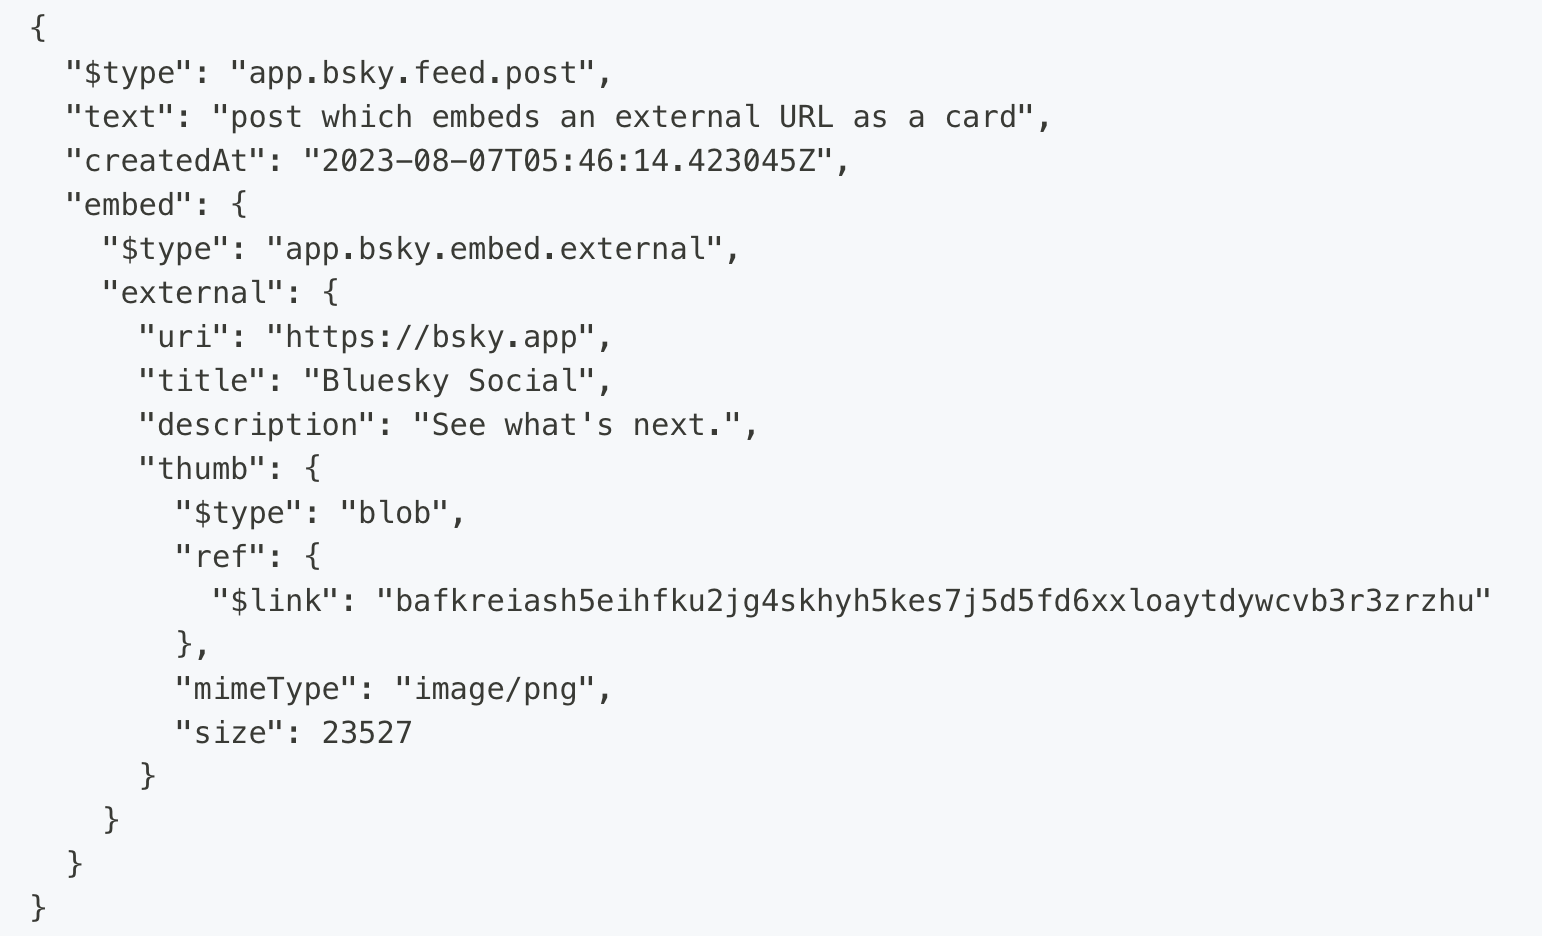 {
  "$type": "app.bsky.feed.post",
  "text": "post which embeds an external URL as a card",
  "createdAt": "2023-08-07T05:46:14.423045Z",
  "embed": {
    "$type": "app.bsky.embed.external",
    "external": {
      "uri": "https://bsky.app",
      "title": "Bluesky Social",
      "description": "See what's next.",
      "thumb": {
        "$type": "blob",
        "ref": {
          "$link": "bafkreiash5eihfku2jg4skhyh5kes7j5d5fd6xxloaytdywcvb3r3zrzhu"
        },
        "mimeType": "image/png",
        "size": 23527
      }
    }
  }
}